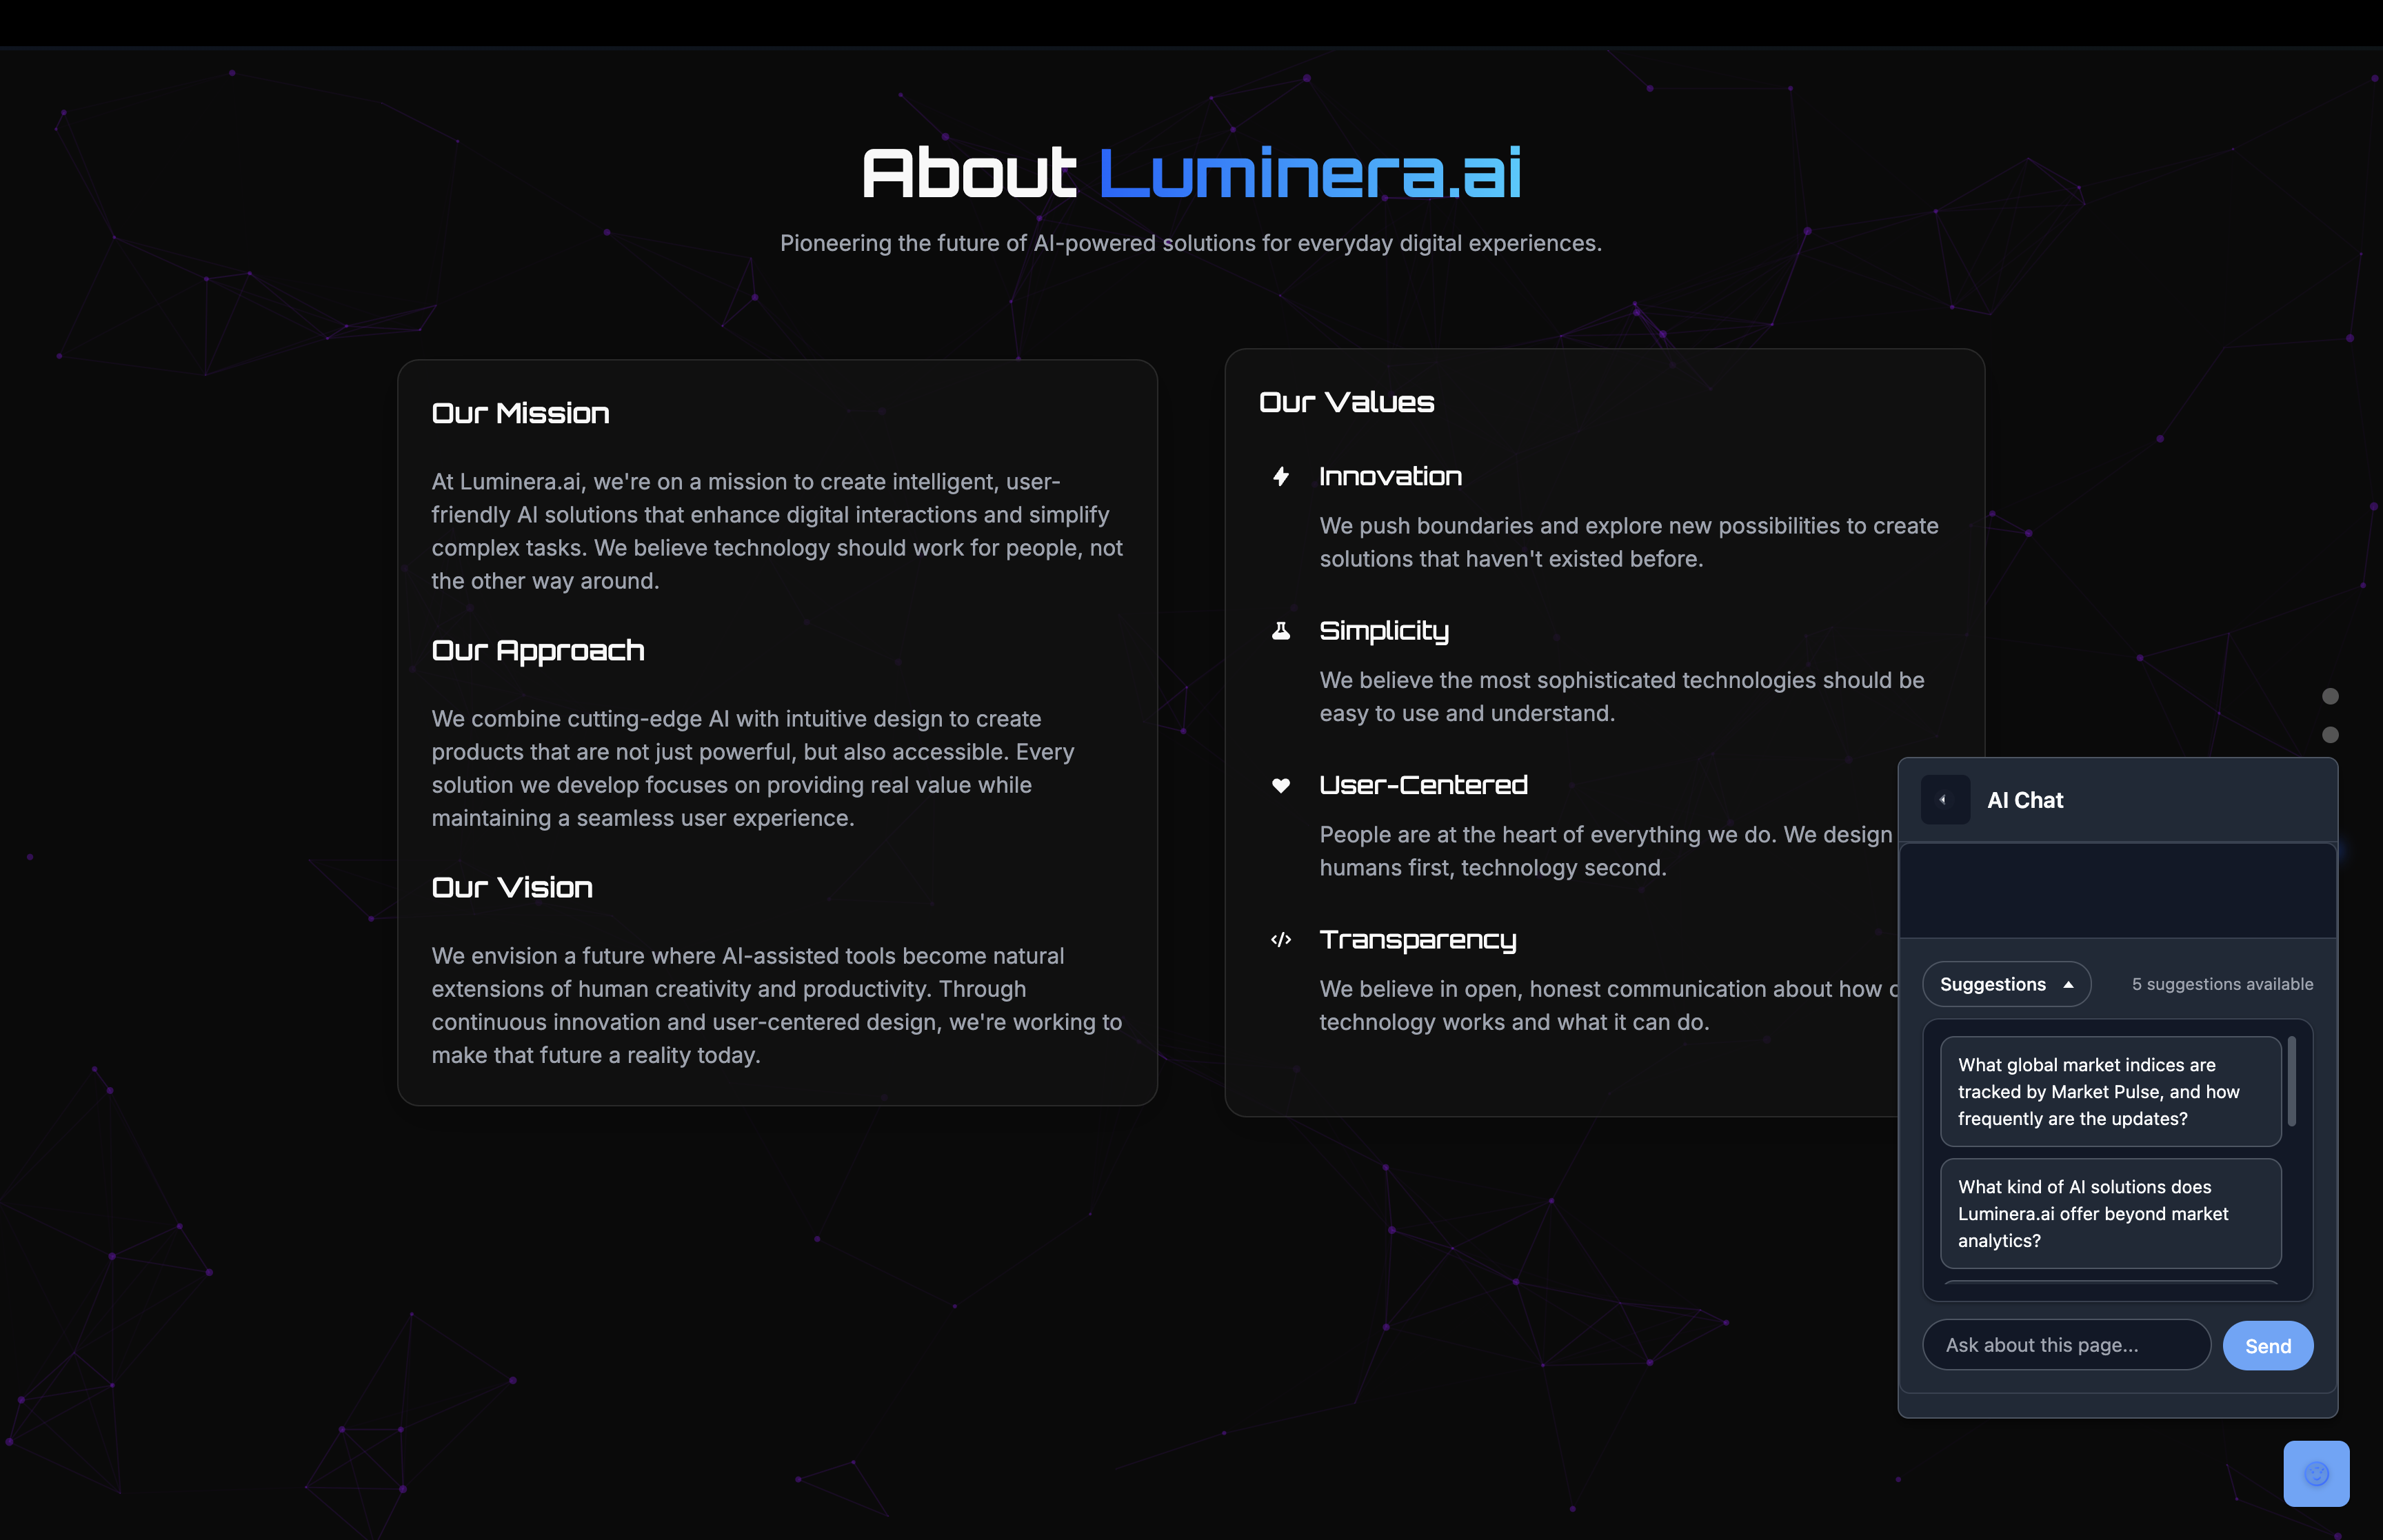 About Luminera.ai
Pioneering the future of AI-powered solutions for everyday digital experiences.
Our Mission
At Luminera.ai, we're on a mission to create intelligent, user-
friendly AI solutions that enhance digital interactions and simplify
complex tasks. We believe technology should work for people, not
the other way around.
Our Approach
We combine cutting-edge AI with intuitive design to create
products that are not just powerful, but also accessible. Every
solution we develop focuses on providing real value while
maintaining a seamless user experience.
Our Vision
We envision a future where AI-assisted tools become natural
extensions of human creativity and productivity. Through
continuous innovation and user-centered design, we're working to
make that future a reality today.
Our Values
Innovation
We push boundaries and explore new possibilities to create
solutions that haven't existed before.
Simplicity
We believe the most sophisticated technologies should be
easy to use and understand.
User-Centered
People are at the heart of everything we do. We design
humans first, technology second.
Transparency
We believe in open, honest communication about how
technology works and what it can do.
AI Chat
Suggestions
5 suggestions available
What global market indices are
tracked by Market Pulse, and how
frequently are the updates?
What kind of AI solutions does
Luminera.ai offer beyond market
analytics?
Ask about this page...
Send